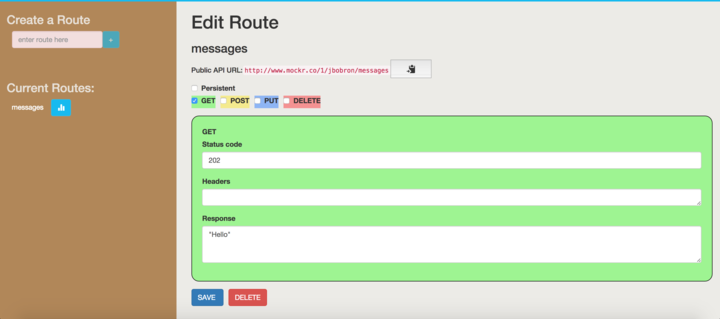 Create a Route
enter route here
+
Current Routes:
messages
Edit Route
messages
Public API URL: http://www.mockr.co/1/jbobron/messages
Persistent
GET POST PUT DELETE
GET
Status code
202
Headers
Response
"Hello"
SAVE DELETE